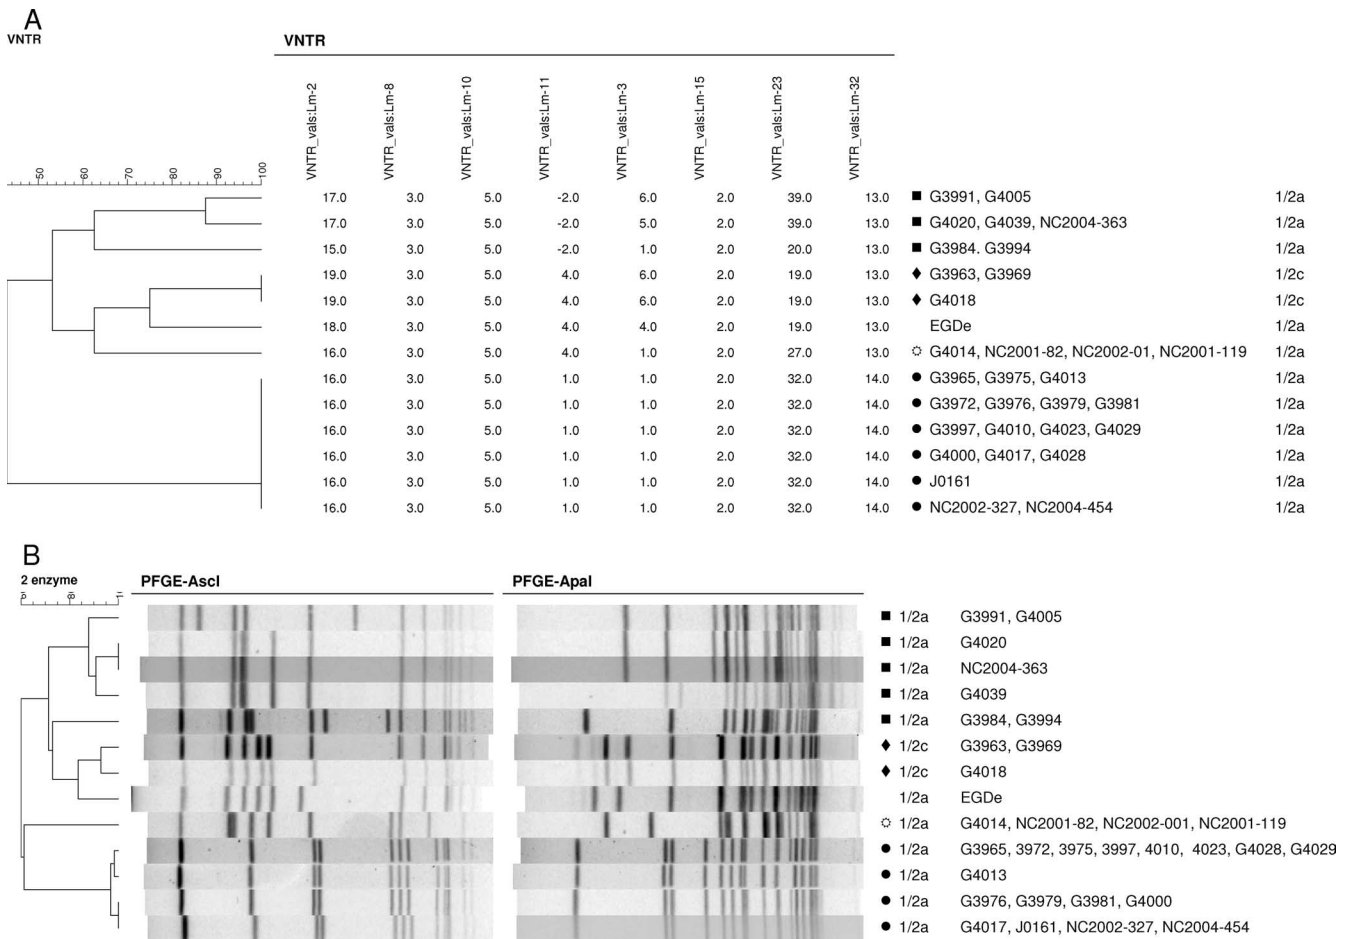 A
VNTR
VNTR
VNTR_vals:Lm-2 VNTR_vals:Lm-8 VNTR_vals:Lm-10 VNTR_vals:Lm-11 VNTR_vals:Lm-3 VNTR_vals:Lm-15 VNTR_vals:Lm-23 VNTR_vals:Lm-32
50 60 70 80 90 100
17.0 3.0 5.0 -2.0 6.0 2.0 39.0 13.0 ■ G3991, G4005 1/2a
17.0 3.0 5.0 -2.0 5.0 2.0 39.0 13.0 ■ G4020, G4039, NC2004-363 1/2a
15.0 3.0 5.0 -2.0 1.0 2.0 20.0 13.0 ■ G3984. G3994 1/2a
19.0 3.0 5.0 4.0 6.0 2.0 19.0 13.0 ♦ G3963, G3969 1/2c
19.0 3.0 5.0 4.0 6.0 2.0 19.0 13.0 ♦ G4018 1/2c
18.0 3.0 5.0 4.0 4.0 2.0 19.0 13.0 EGDe 1/2a
16.0 3.0 5.0 4.0 1.0 2.0 27.0 13.0 G4014, NC2001-82, NC2002-01, NC2001-119 1/2a
16.0 3.0 5.0 1.0 1.0 2.0 32.0 14.0 ● G3965, G3975, G4013 1/2a
16.0 3.0 5.0 1.0 1.0 2.0 32.0 14.0 ● G3972, G3976, G3979, G3981 1/2a
16.0 3.0 5.0 1.0 1.0 2.0 32.0 14.0 ● G3997, G4010, G4023, G4029 1/2a
16.0 3.0 5.0 1.0 1.0 2.0 32.0 14.0 ● G4000, G4017, G4028 1/2a
16.0 3.0 5.0 1.0 1.0 2.0 32.0 14.0 ● J0161 1/2a
16.0 3.0 5.0 1.0 1.0 2.0 32.0 14.0 ● NC2002-327, NC2004-454 1/2a
B
2 enzyme PFGE-AscI PFGE-ApaI
■ 1/2a G3991, G4005
■ 1/2a G4020
■ 1/2a NC2004-363
■ 1/2a G4039
■ 1/2a G3984, G3994
♦ 1/2c G3963, G3969
♦ 1/2c G4018
1/2a EGDe
1/2a G4014, NC2001-82, NC2002-001, NC2001-119
● 1/2a G3965, 3972, 3975, 3997, 4010, 4023, G4028, G4029
● 1/2a G4013
● 1/2a G3976, G3979, G3981, G4000
● 1/2a G4017, J0161, NC2002-327, NC2004-454